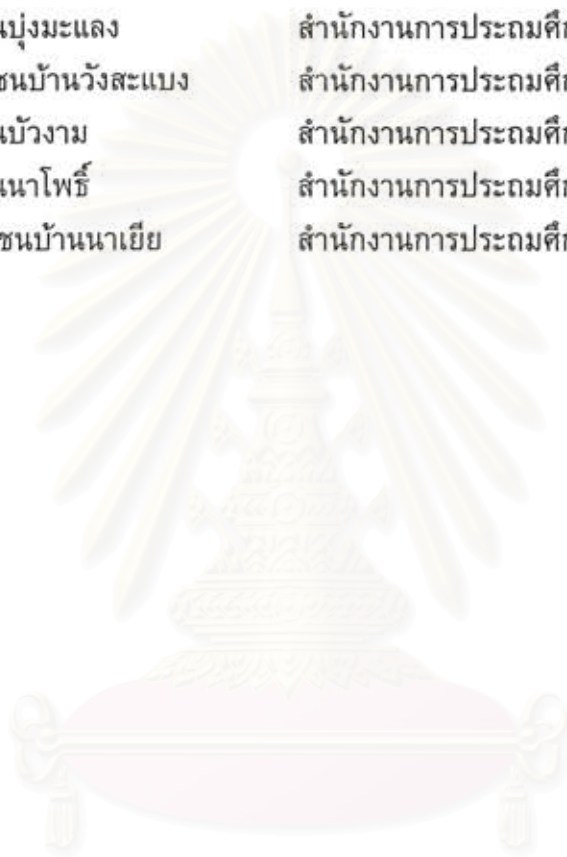 นบุ่งมะแลง สำนักงานการประถมศึก
ชนบ้านวังสะแบง สำนักงานการประถมศึก
นบัวงาม สำนักงานการประถมศึก
นนาโพธิ์ สำนักงานการประถมศึก
ชนบ้านนาเยีย สำนักงานการประถมศึก